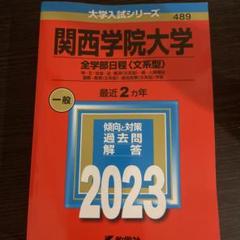 大学入試シリーズ
489
関西学院大学
全学部日程〈文系型〉
一般
最近2カ年
傾向と対策
過去問
解答
2023
教学社